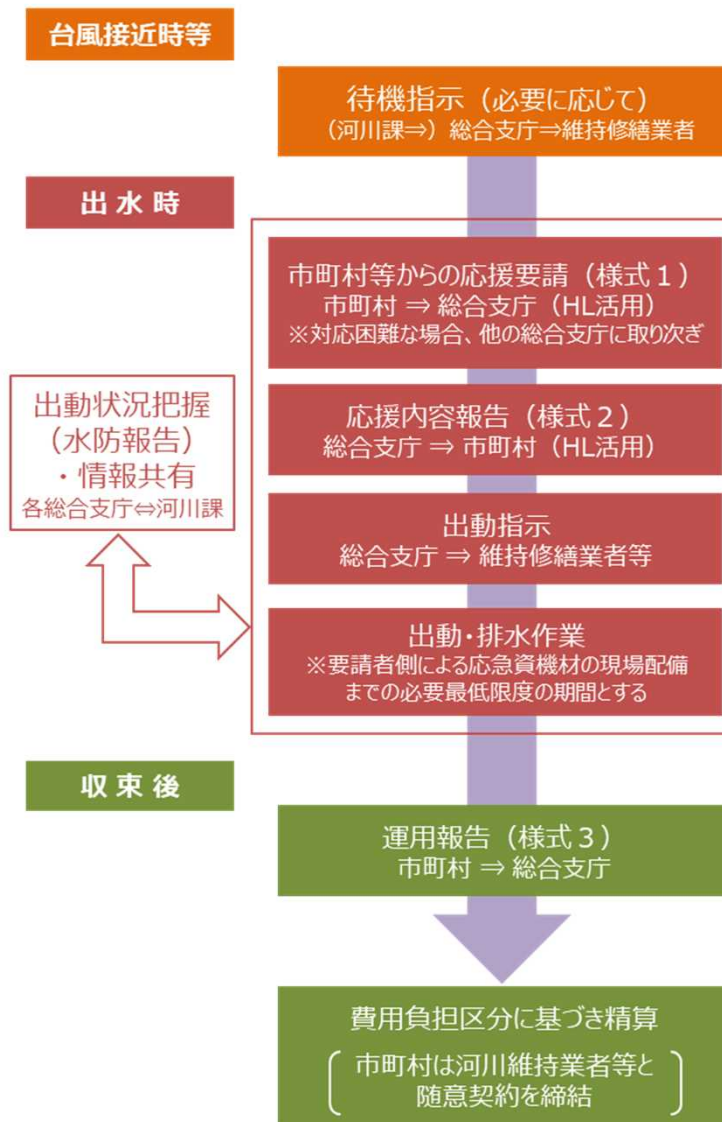 台風接近時等
待機指示（必要に応じて）
（河川課⇒）総合支庁⇒維持修繕業者
出 水 時
市町村等からの応援要請（様式１）
市町村 ⇒ 総合支庁（HL活用）
※対応困難な場合、他の総合支庁に取り次ぎ
応援内容報告（様式２）
総合支庁 ⇒ 市町村（HL活用）
出動状況把握
（水防報告）
・情報共有
各総合支庁⇔河川課
出動指示
総合支庁 ⇒ 維持修繕業者等
出動・排水作業
※要請者側による応急資機材の現場配備
までの必要最低限度の期間とする
収 束 後
運用報告（様式３）
市町村 ⇒ 総合支庁
費用負担区分に基づき精算
市町村は河川維持業者等と
随意契約を締結